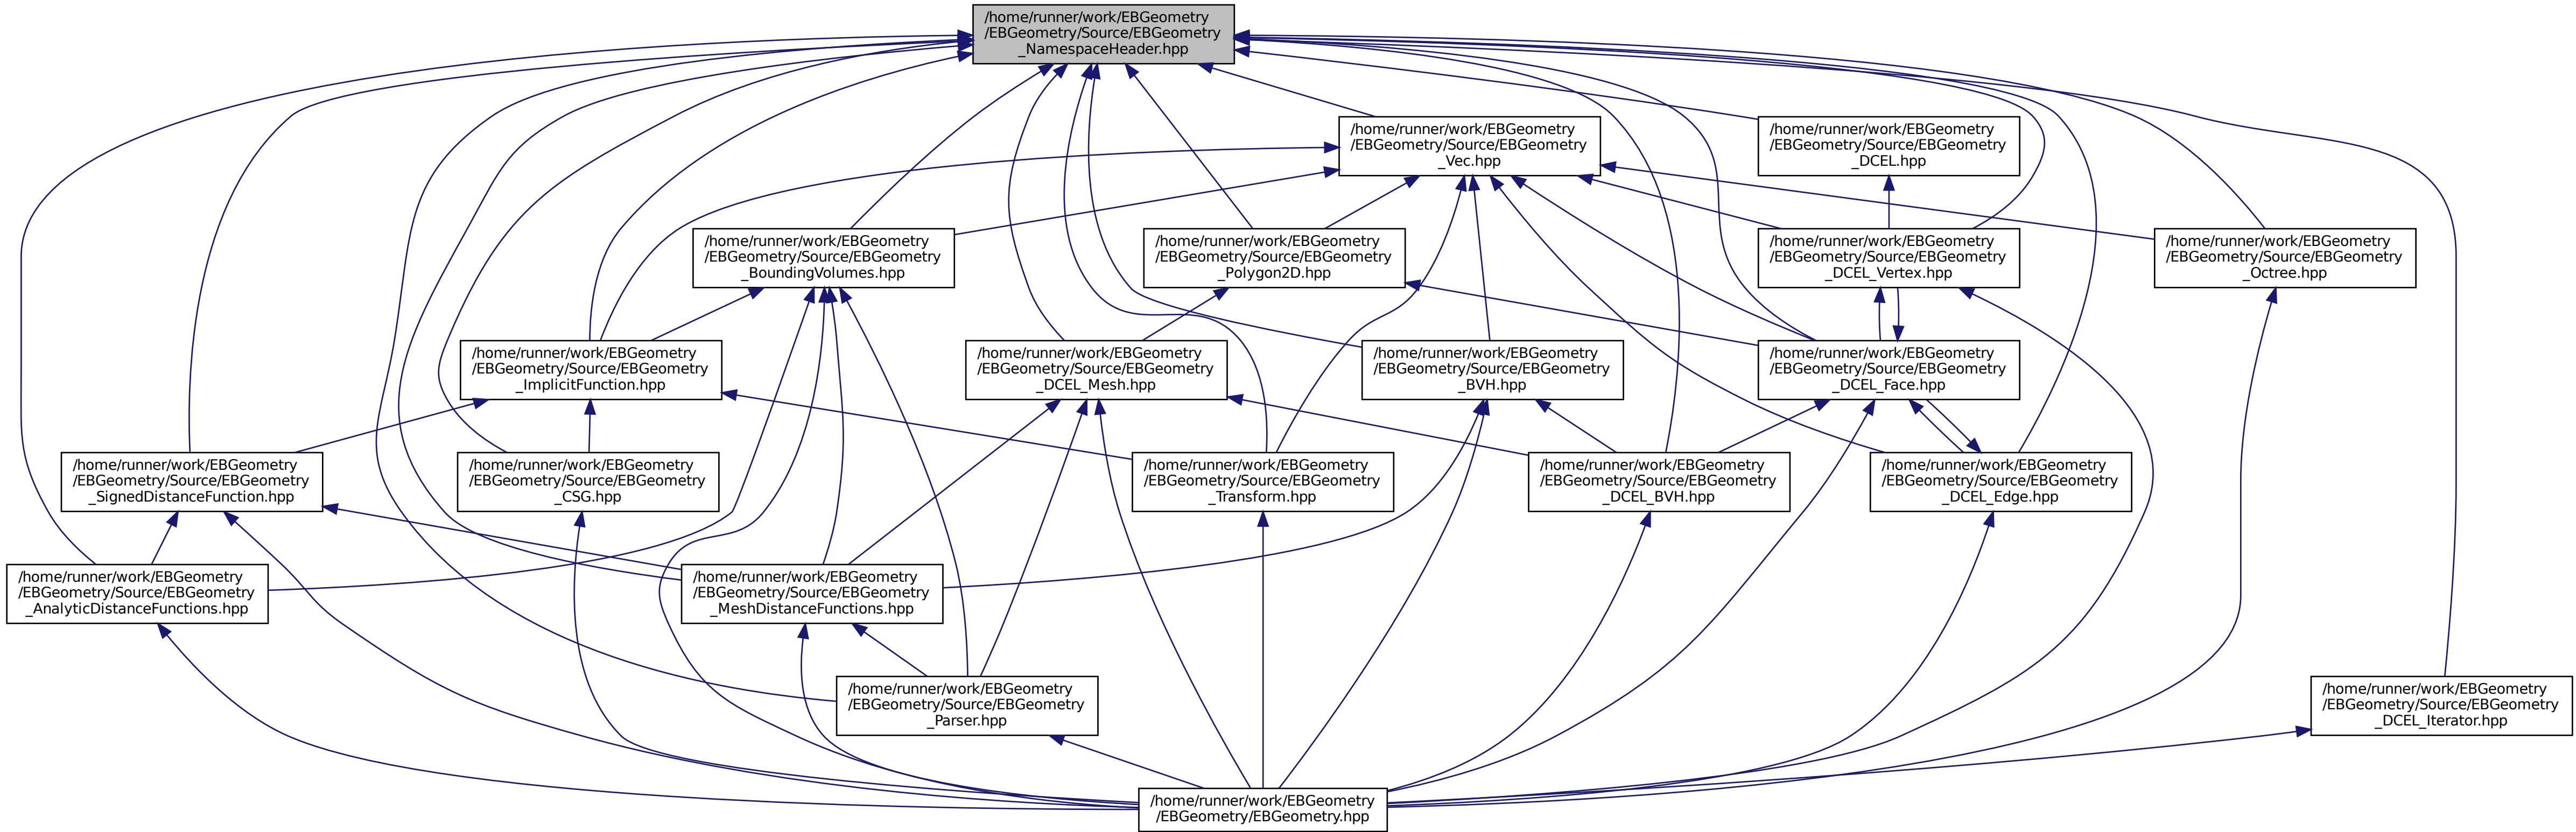 /home/runner/work/EBGeometry
/EBGeometry/Source/EBGeometry
_NamespaceHeader.hpp
/home/runner/work/EBGeometry
/EBGeometry/Source/EBGeometry
_Vec.hpp
/home/runner/work/EBGeometry
/EBGeometry/Source/EBGeometry
_DCEL.hpp
/home/runner/work/EBGeometry
/EBGeometry/Source/EBGeometry
_BoundingVolumes.hpp
/home/runner/work/EBGeometry
/EBGeometry/Source/EBGeometry
_Polygon2D.hpp
/home/runner/work/EBGeometry
/EBGeometry/Source/EBGeometry
_DCEL_Vertex.hpp
/home/runner/work/EBGeometry
/EBGeometry/Source/EBGeometry
_Octree.hpp
/home/runner/work/EBGeometry
/EBGeometry/Source/EBGeometry
_ImplicitFunction.hpp
/home/runner/work/EBGeometry
/EBGeometry/Source/EBGeometry
_DCEL_Mesh.hpp
/home/runner/work/EBGeometry
/EBGeometry/Source/EBGeometry
_BVH.hpp
/home/runner/work/EBGeometry
/EBGeometry/Source/EBGeometry
_DCEL_Face.hpp
/home/runner/work/EBGeometry
/EBGeometry/Source/EBGeometry
_SignedDistanceFunction.hpp
/home/runner/work/EBGeometry
/EBGeometry/Source/EBGeometry
_CSG.hpp
/home/runner/work/EBGeometry
/EBGeometry/Source/EBGeometry
_Transform.hpp
/home/runner/work/EBGeometry
/EBGeometry/Source/EBGeometry
_DCEL_BVH.hpp
/home/runner/work/EBGeometry
/EBGeometry/Source/EBGeometry
_DCEL_Edge.hpp
/home/runner/work/EBGeometry
/EBGeometry/Source/EBGeometry
_AnalyticDistanceFunctions.hpp
/home/runner/work/EBGeometry
/EBGeometry/Source/EBGeometry
_MeshDistanceFunctions.hpp
/home/runner/work/EBGeometry
/EBGeometry/Source/EBGeometry
_Parser.hpp
/home/runner/work/EBGeometry
/EBGeometry/Source/EBGeometry
_DCEL_Iterator.hpp
/home/runner/work/EBGeometry
/EBGeometry/EBGeometry.hpp